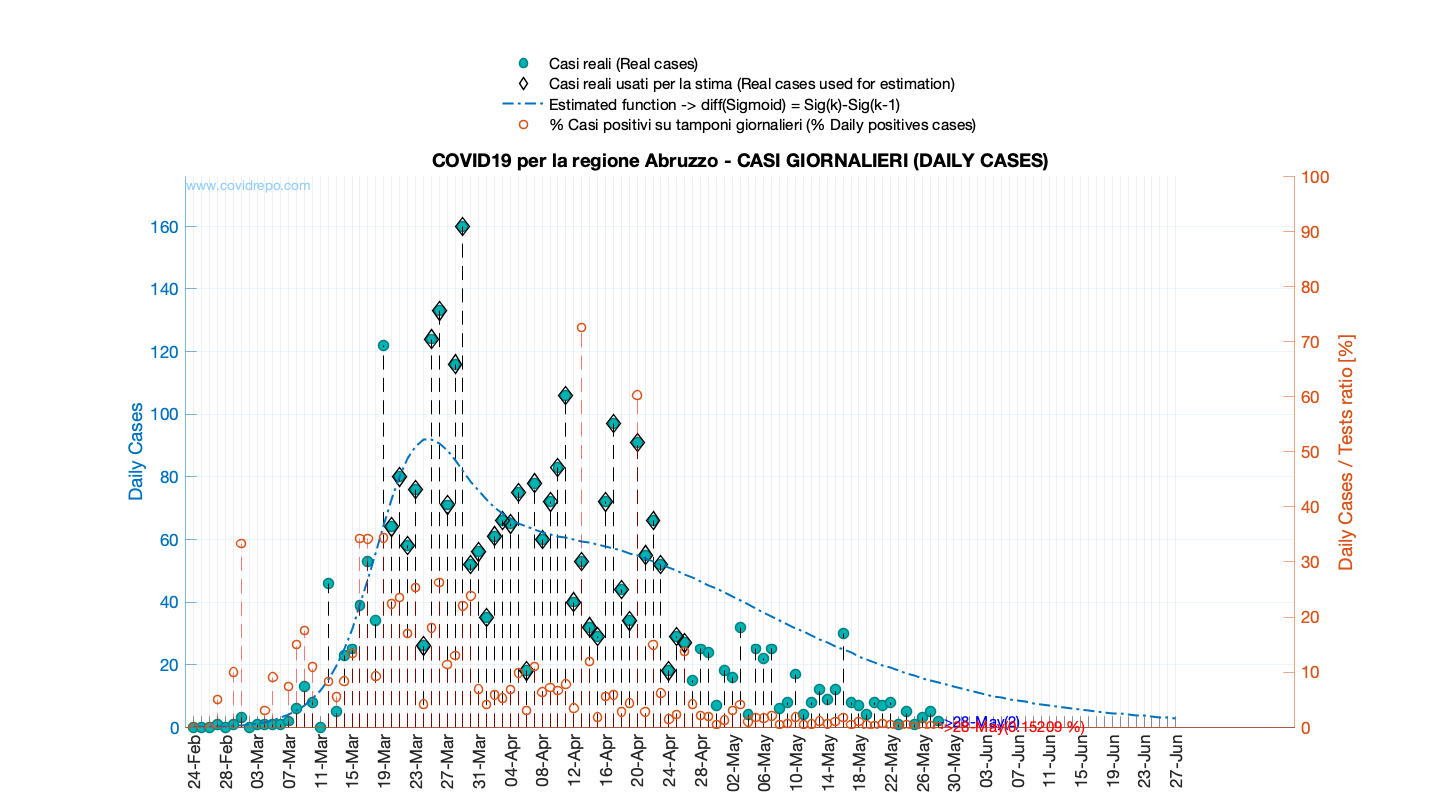 Casi reali (Real cases)
Casi reali usati per la stima (Real cases used for estimation)
Estimated function -> diff(Sigmoid) = Sig(k)-Sig(k-1)
% Casi positivi su tamponi giornalieri (% Daily positives cases)
COVID19 per la regione Abruzzo - CASI GIORNALIERI (DAILY CASES)
www.covidrepo.com
Daily Cases
160
140
120
100
80
60
40
20
0
100
90
80
70
60
50
40
30
20
10
0
Daily Cases / Tests ratio [%]
24-Feb
28-Feb
03-Mar
07-Mar
11-Mar
15-Mar
19-Mar
23-Mar
27-Mar
31-Mar
04-Apr
08-Apr
12-Apr
16-Apr
20-Apr
24-Apr
28-Apr
02-May
06-May
10-May
14-May
18-May
22-May
26-May
30-May
03-Jun
07-Jun
11-Jun
15-Jun
19-Jun
23-Jun
27-Jun
>28-May(2)
>28-May(0.15209 %)